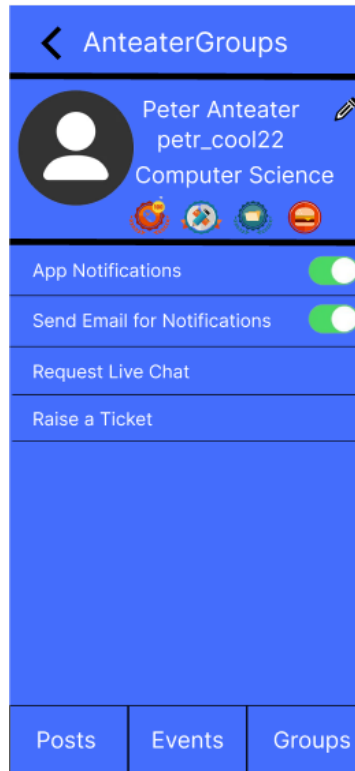 AnteaterGroups
Peter Anteater
petr_cool22
Computer Science
App Notifications
Send Email for Notifications
Request Live Chat
Raise a Ticket
Posts Events Groups